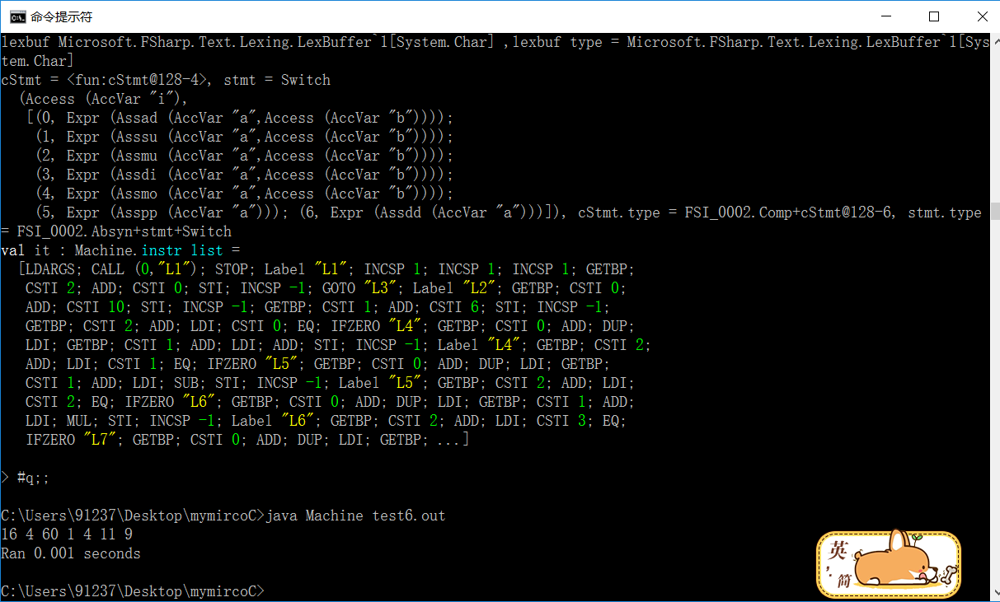 命令提示符
lexbuf Microsoft.FSharp.Text.Lexing.LexBuffer`1[System.Char] ,lexbuf type = Microsoft.FSharp.Text.Lexing.LexBuffer`1[Sys
tem.Char]
cStmt = <fun:cStmt@128-4>, stmt = Switch
  (Access (AccVar "i"),
   [(0, Expr (Assad (AccVar "a",Access (AccVar "b"))));
    (1, Expr (Asssu (AccVar "a",Access (AccVar "b"))));
    (2, Expr (Assmu (AccVar "a",Access (AccVar "b"))));
    (3, Expr (Assdi (AccVar "a",Access (AccVar "b"))));
    (4, Expr (Assmo (AccVar "a",Access (AccVar "b"))));
    (5, Expr (Asspp (AccVar "a"))); (6, Expr (Assdd (AccVar "a")))]), cStmt.type = FSI_0002.Comp+cStmt@128-6, stmt.type
= FSI_0002.Absyn+stmt+Switch
val it : Machine.instr list =
  [LDARGS; CALL (0,"L1"); STOP; Label "L1"; INCSP 1; INCSP 1; INCSP 1; GETBP;
   CSTI 2; ADD; CSTI 0; STI; INCSP -1; GOTO "L3"; Label "L2"; GETBP; CSTI 0;
   ADD; CSTI 10; STI; INCSP -1; GETBP; CSTI 1; ADD; CSTI 6; STI; INCSP -1;
   GETBP; CSTI 2; ADD; LDI; CSTI 0; EQ; IFZERO "L4"; GETBP; CSTI 0; ADD; DUP;
   LDI; GETBP; CSTI 1; ADD; LDI; ADD; STI; INCSP -1; Label "L4"; GETBP; CSTI 2;
   ADD; LDI; CSTI 1; EQ; IFZERO "L5"; GETBP; CSTI 0; ADD; DUP; LDI; GETBP;
   CSTI 1; ADD; LDI; SUB; STI; INCSP -1; Label "L5"; GETBP; CSTI 2; ADD; LDI;
   CSTI 2; EQ; IFZERO "L6"; GETBP; CSTI 0; ADD; DUP; LDI; GETBP; CSTI 1; ADD;
   LDI; MUL; STI; INCSP -1; Label "L6"; GETBP; CSTI 2; ADD; LDI; CSTI 3; EQ;
   IFZERO "L7"; GETBP; CSTI 0; ADD; DUP; LDI; GETBP; ...]
> #q;;
C:\Users\91237\Desktop\mymircoC>java Machine test6.out
16 4 60 1 4 11 9
Ran 0.001 seconds
C:\Users\91237\Desktop\mymircoC>
英
简